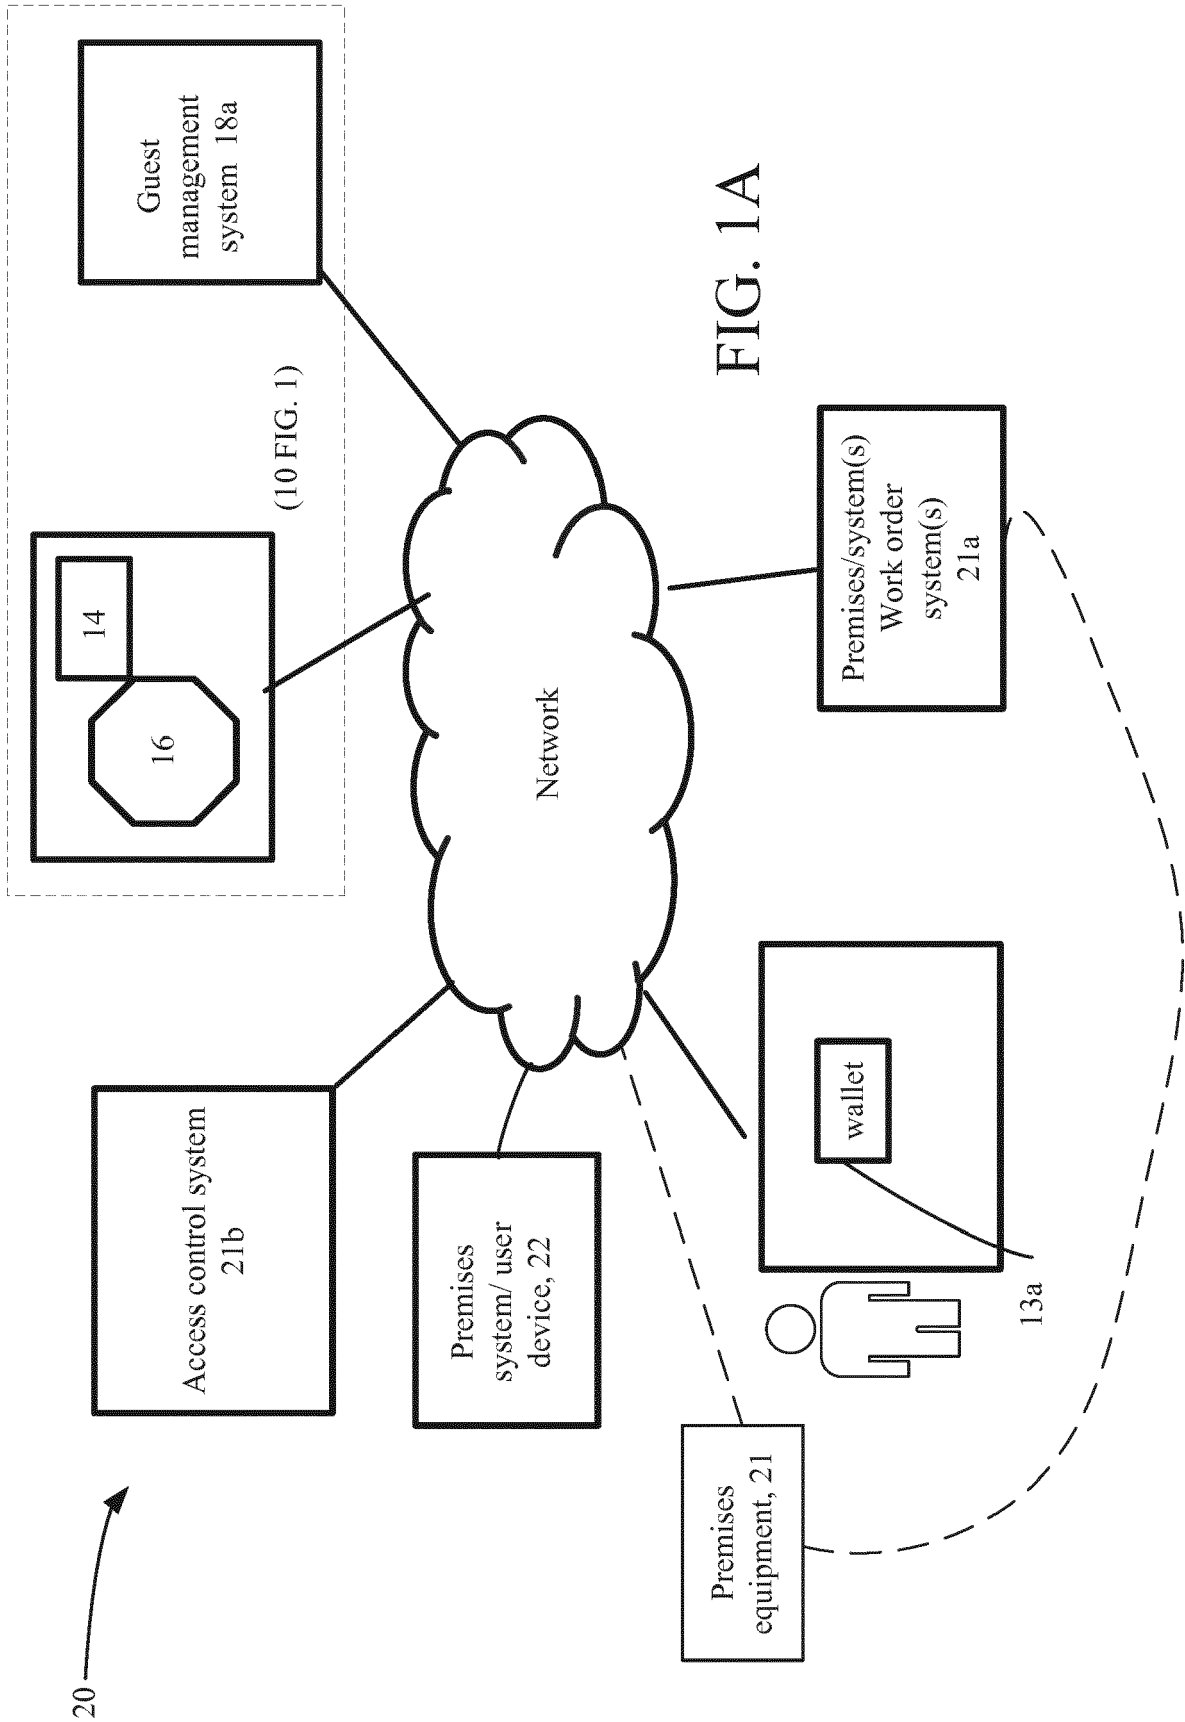 20
Access control system
21b
16
14
(10 FIG. 1)
Guest
management
system 18a
Premises
system/ user
device, 22
Network
Premises
equipment, 21
wallet
13a
Premises/system(s)
Work order
system(s)
21a
FIG. 1A